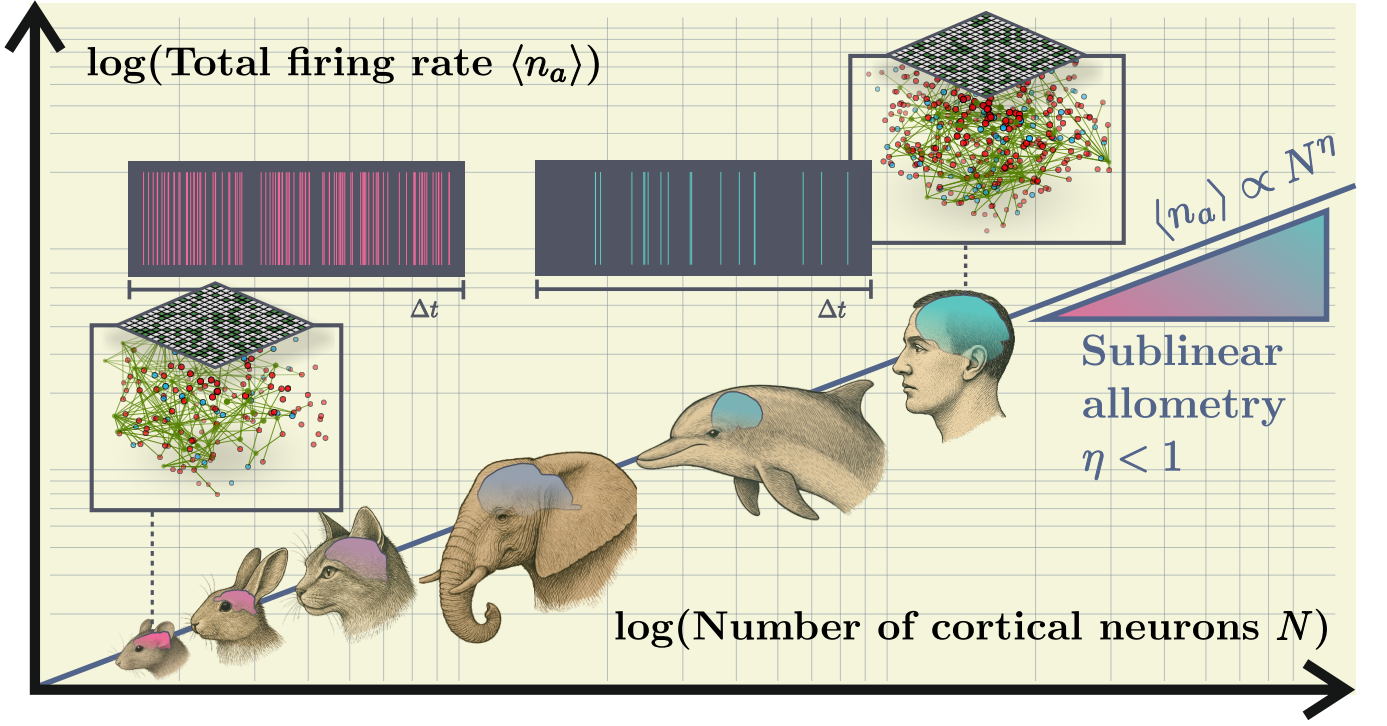 log(Total firing rate ⟨nₐ⟩)
Δt
Δt
⟨nₐ⟩ ∝ N^η
Sublinear
allometry
η < 1
log(Number of cortical neurons N)